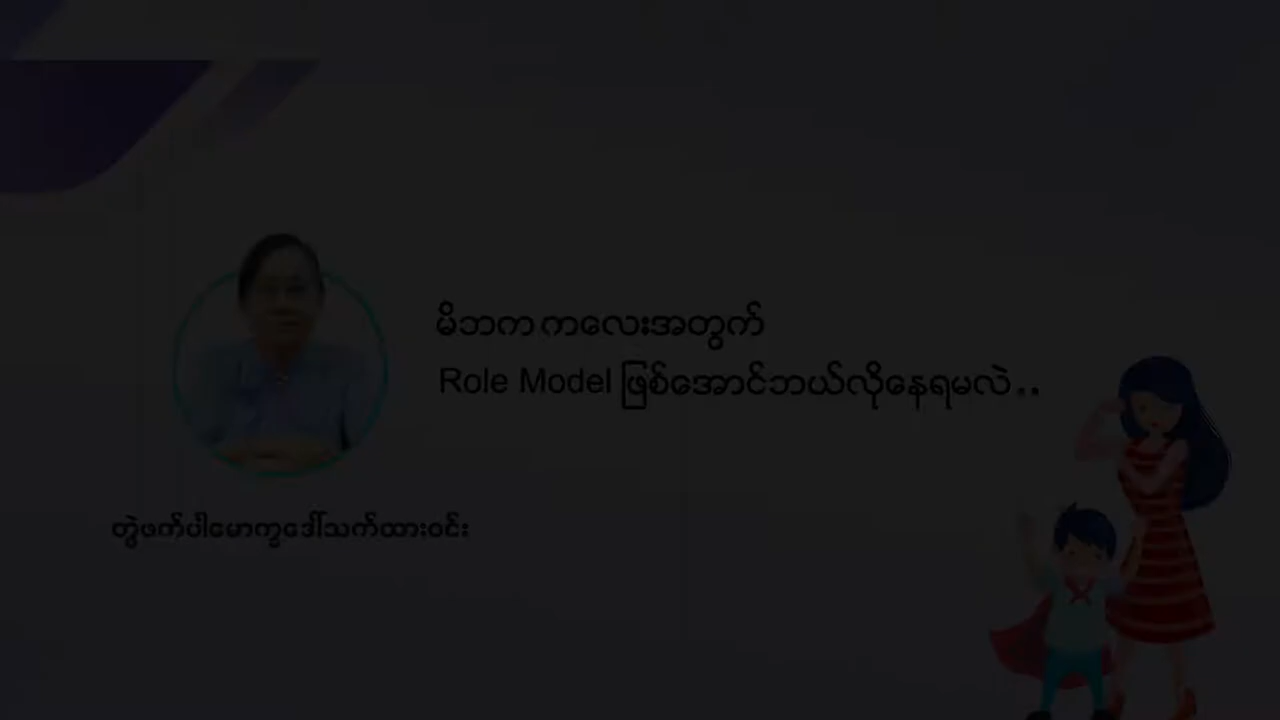 မိဘက ကလေးအတွက်
Role Model ဖြစ်အောင်ဘယ်လိုနေရမလဲ..
တွဲဖက်ပါမောက္ခဒေါ်သက်ထားဝင်း